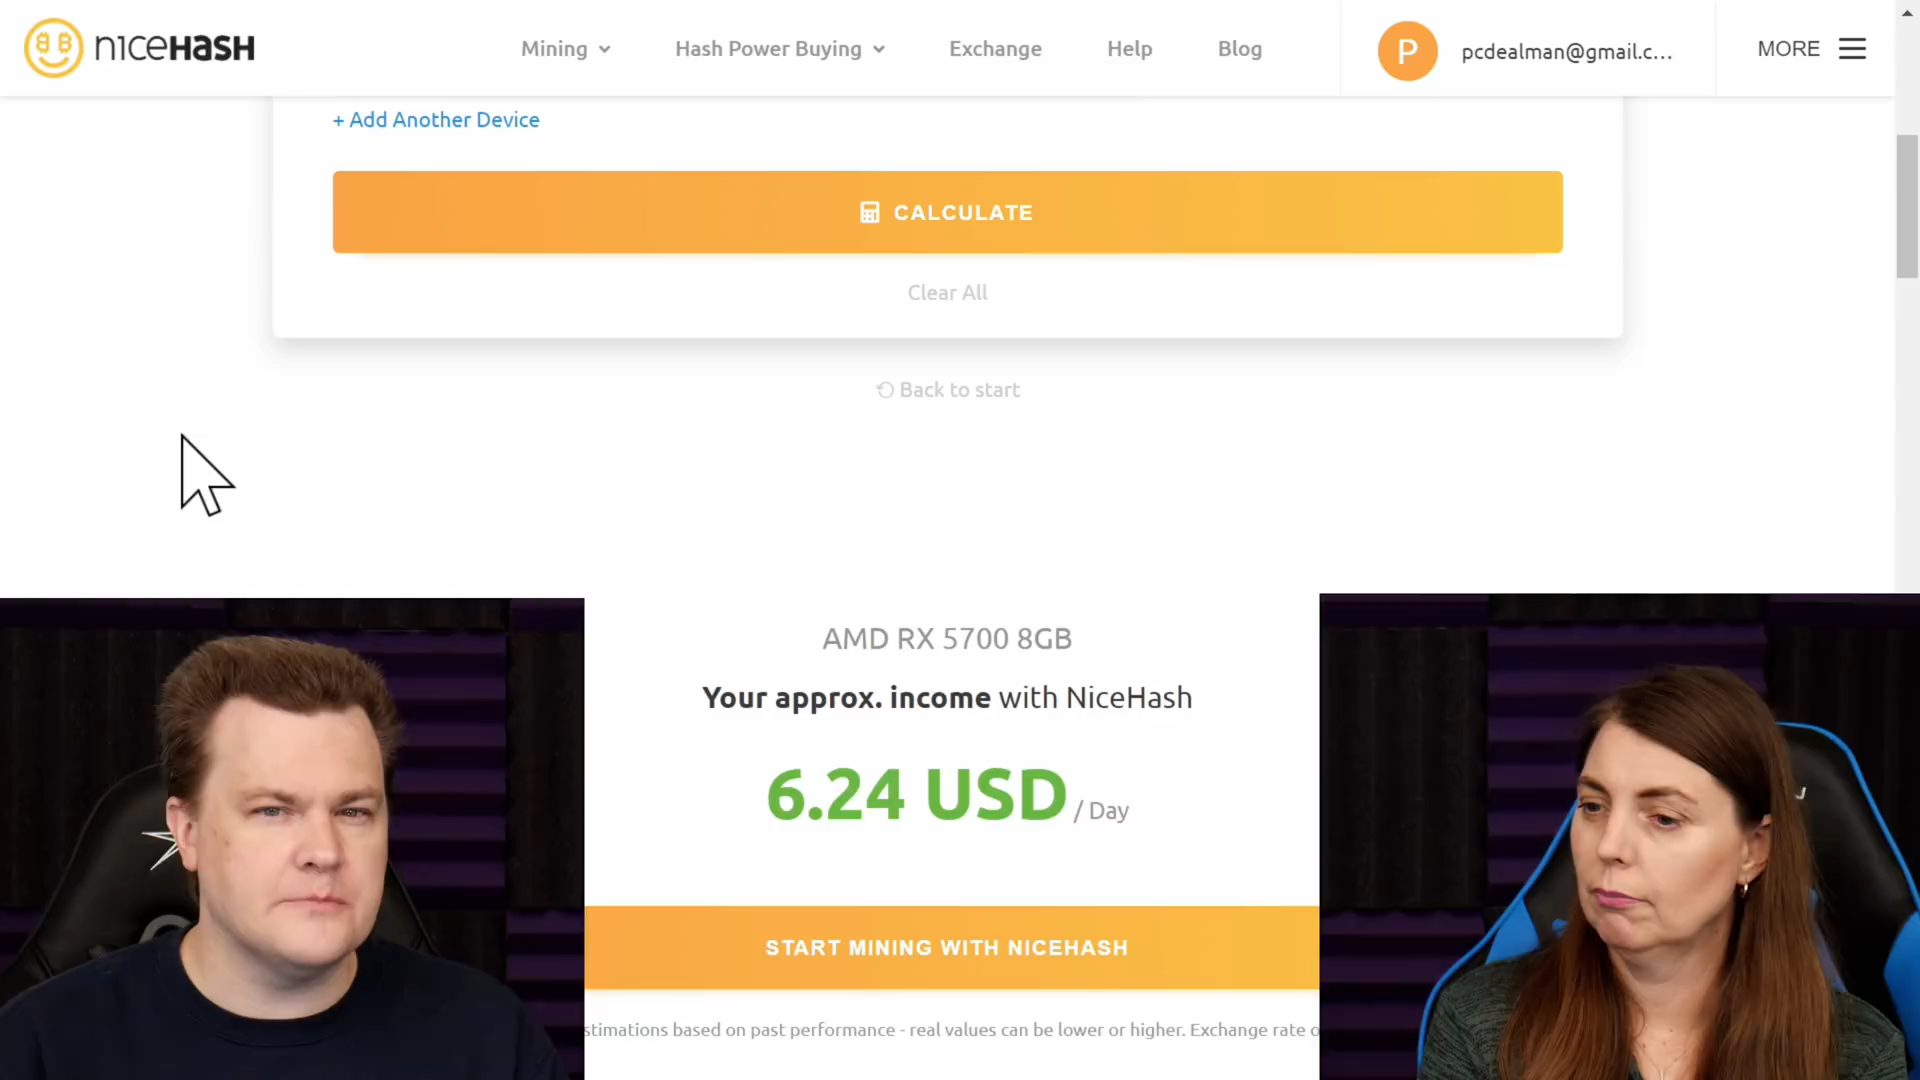 NICEHASH
Mining
Hash Power Buying
Exchange
Help
Blog
P
pcdealman@gmail.c...
MORE
+ Add Another Device
CALCULATE
Clear All
Back to start
AMD RX 5700 8GB
Your approx. income with NiceHash
6.24 USD / Day
START MINING WITH NICEHASH
stimations based on past performance - real values can be lower or higher. Exchange rate o